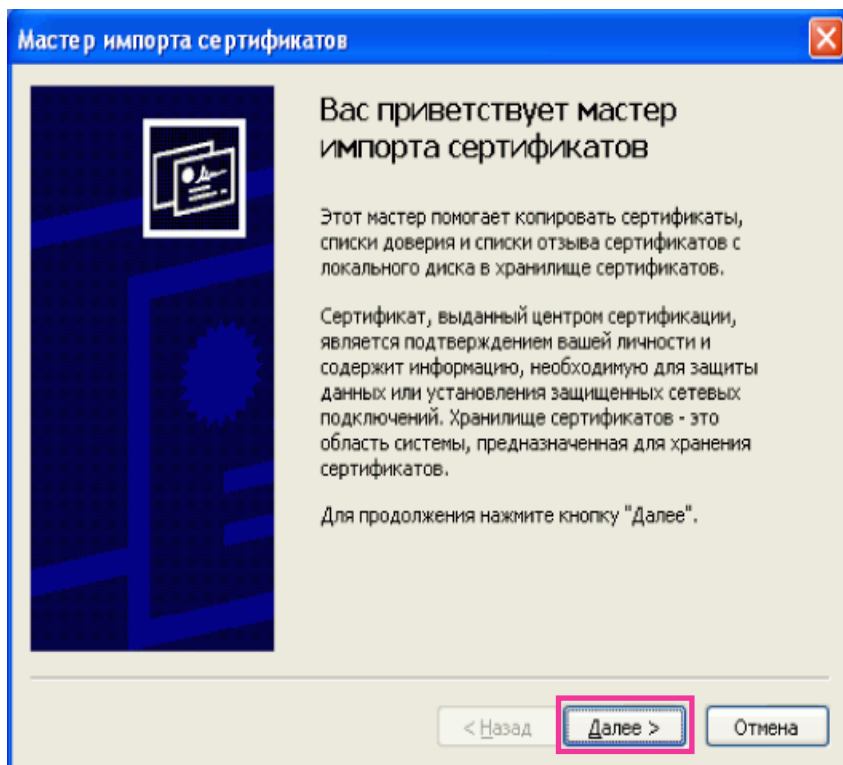 Мастер импорта сертификатов
Вас приветствует мастер
импорта сертификатов
Этот мастер помогает копировать сертификаты,
списки доверия и списки отзыва сертификатов с
локального диска в хранилище сертификатов.
Сертификат, выданный центром сертификации,
является подтверждением вашей личности и
содержит информацию, необходимую для защиты
данных или установления защищенных сетевых
подключений. Хранилище сертификатов - это
область системы, предназначенная для хранения
сертификатов.
Для продолжения нажмите кнопку "Далее".
< Назад Далее > Отмена